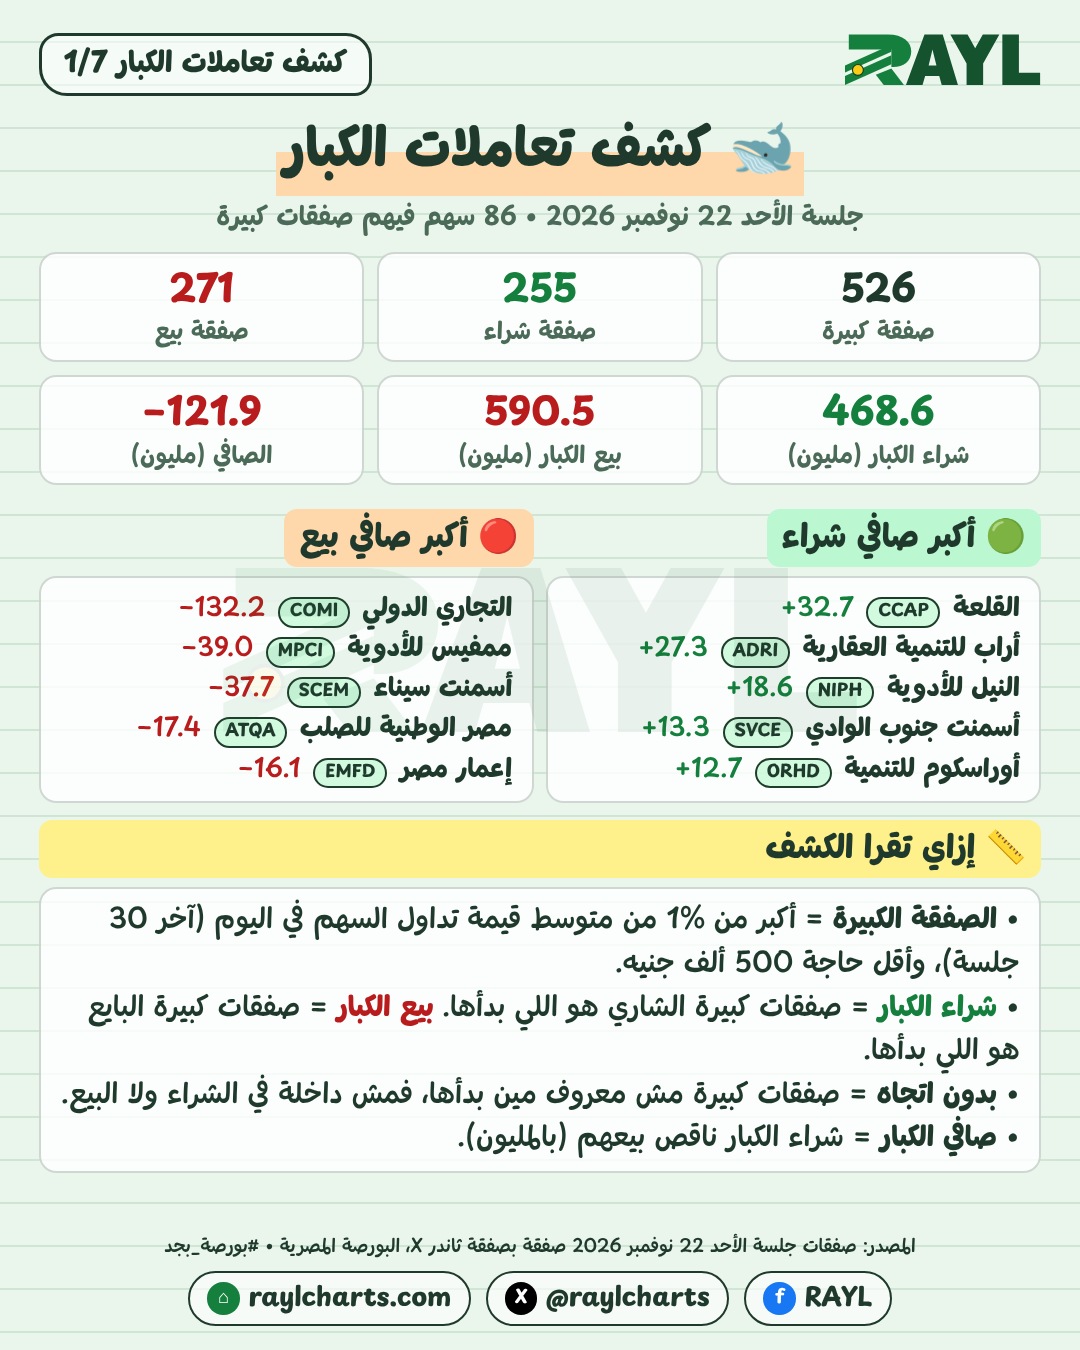 RAYL
كشف تعاملات الكبار 1/7
🐳 كشف تعاملات الكبار
جلسة الأحد 22 نوفمبر 2026 • 86 سهم فيهم صفقات كبيرة
526
صفقة كبيرة
255
صفقة شراء
271
صفقة بيع
468.6
شراء الكبار (مليون)
590.5
بيع الكبار (مليون)
−121.9
الصافي (مليون)
🟢 أكبر صافي شراء
القلعة CCAP +32.7
أراب للتنمية العقارية ADRI +27.3
النيل للأدوية NIPH +18.6
أسمنت جنوب الوادي SVCE +13.3
أوراسكوم للتنمية ORHD +12.7
🔴 أكبر صافي بيع
التجاري الدولي COMI −132.2
ممفيس للأدوية MPCI −39.0
أسمنت سيناء SCEM −37.7
مصر الوطنية للصلب ATQA −17.4
إعمار مصر EMFD −16.1
📏 إزاي تقرا الكشف
• الصفقة الكبيرة = أكبر من 1% من متوسط قيمة تداول السهم في اليوم (آخر 30
جلسة)، وأقل حاجة 500 ألف جنيه.
• شراء الكبار = صفقات كبيرة الشاري هو اللي بدأها. بيع الكبار = صفقات كبيرة البايع
هو اللي بدأها.
• بدون اتجاه = صفقات كبيرة مش معروف مين بدأها، فمش داخلة في الشراء ولا البيع.
• صافي الكبار = شراء الكبار ناقص بيعهم (بالمليون).
المصدر: صفقات جلسة الأحد 22 نوفمبر 2026 صفقة بصفقة ثاندر X، البورصة المصرية • #بورصة_بجد
RAYL
@raylcharts
raylcharts.com